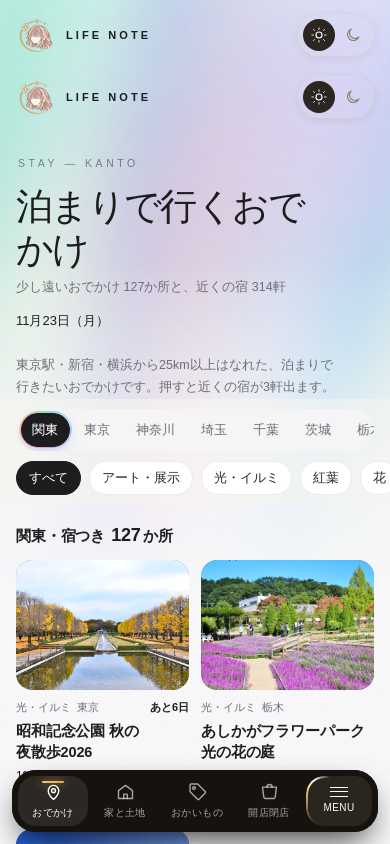 LIFE NOTE
LIFE NOTE
STAY — KANTO
泊まりで行くおで
かけ
少し遠いおでかけ 127か所と、近くの宿 314軒
11月23日（月）
東京駅・新宿・横浜から25km以上はなれた、泊まりで
行きたいおでかけです。押すと近くの宿が3軒出ます。
関東 東京 神奈川 埼玉 千葉 茨城
すべて アート・展示 光・イルミ 紅葉 花
関東・宿つき 127か所
光・イルミ 東京 あと6日
昭和記念公園 秋の
夜散歩2026
光・イルミ 栃木
あしかがフラワーパーク
光の花の庭
おでかけ 家と土地 おかいもの 開店閉店 MENU